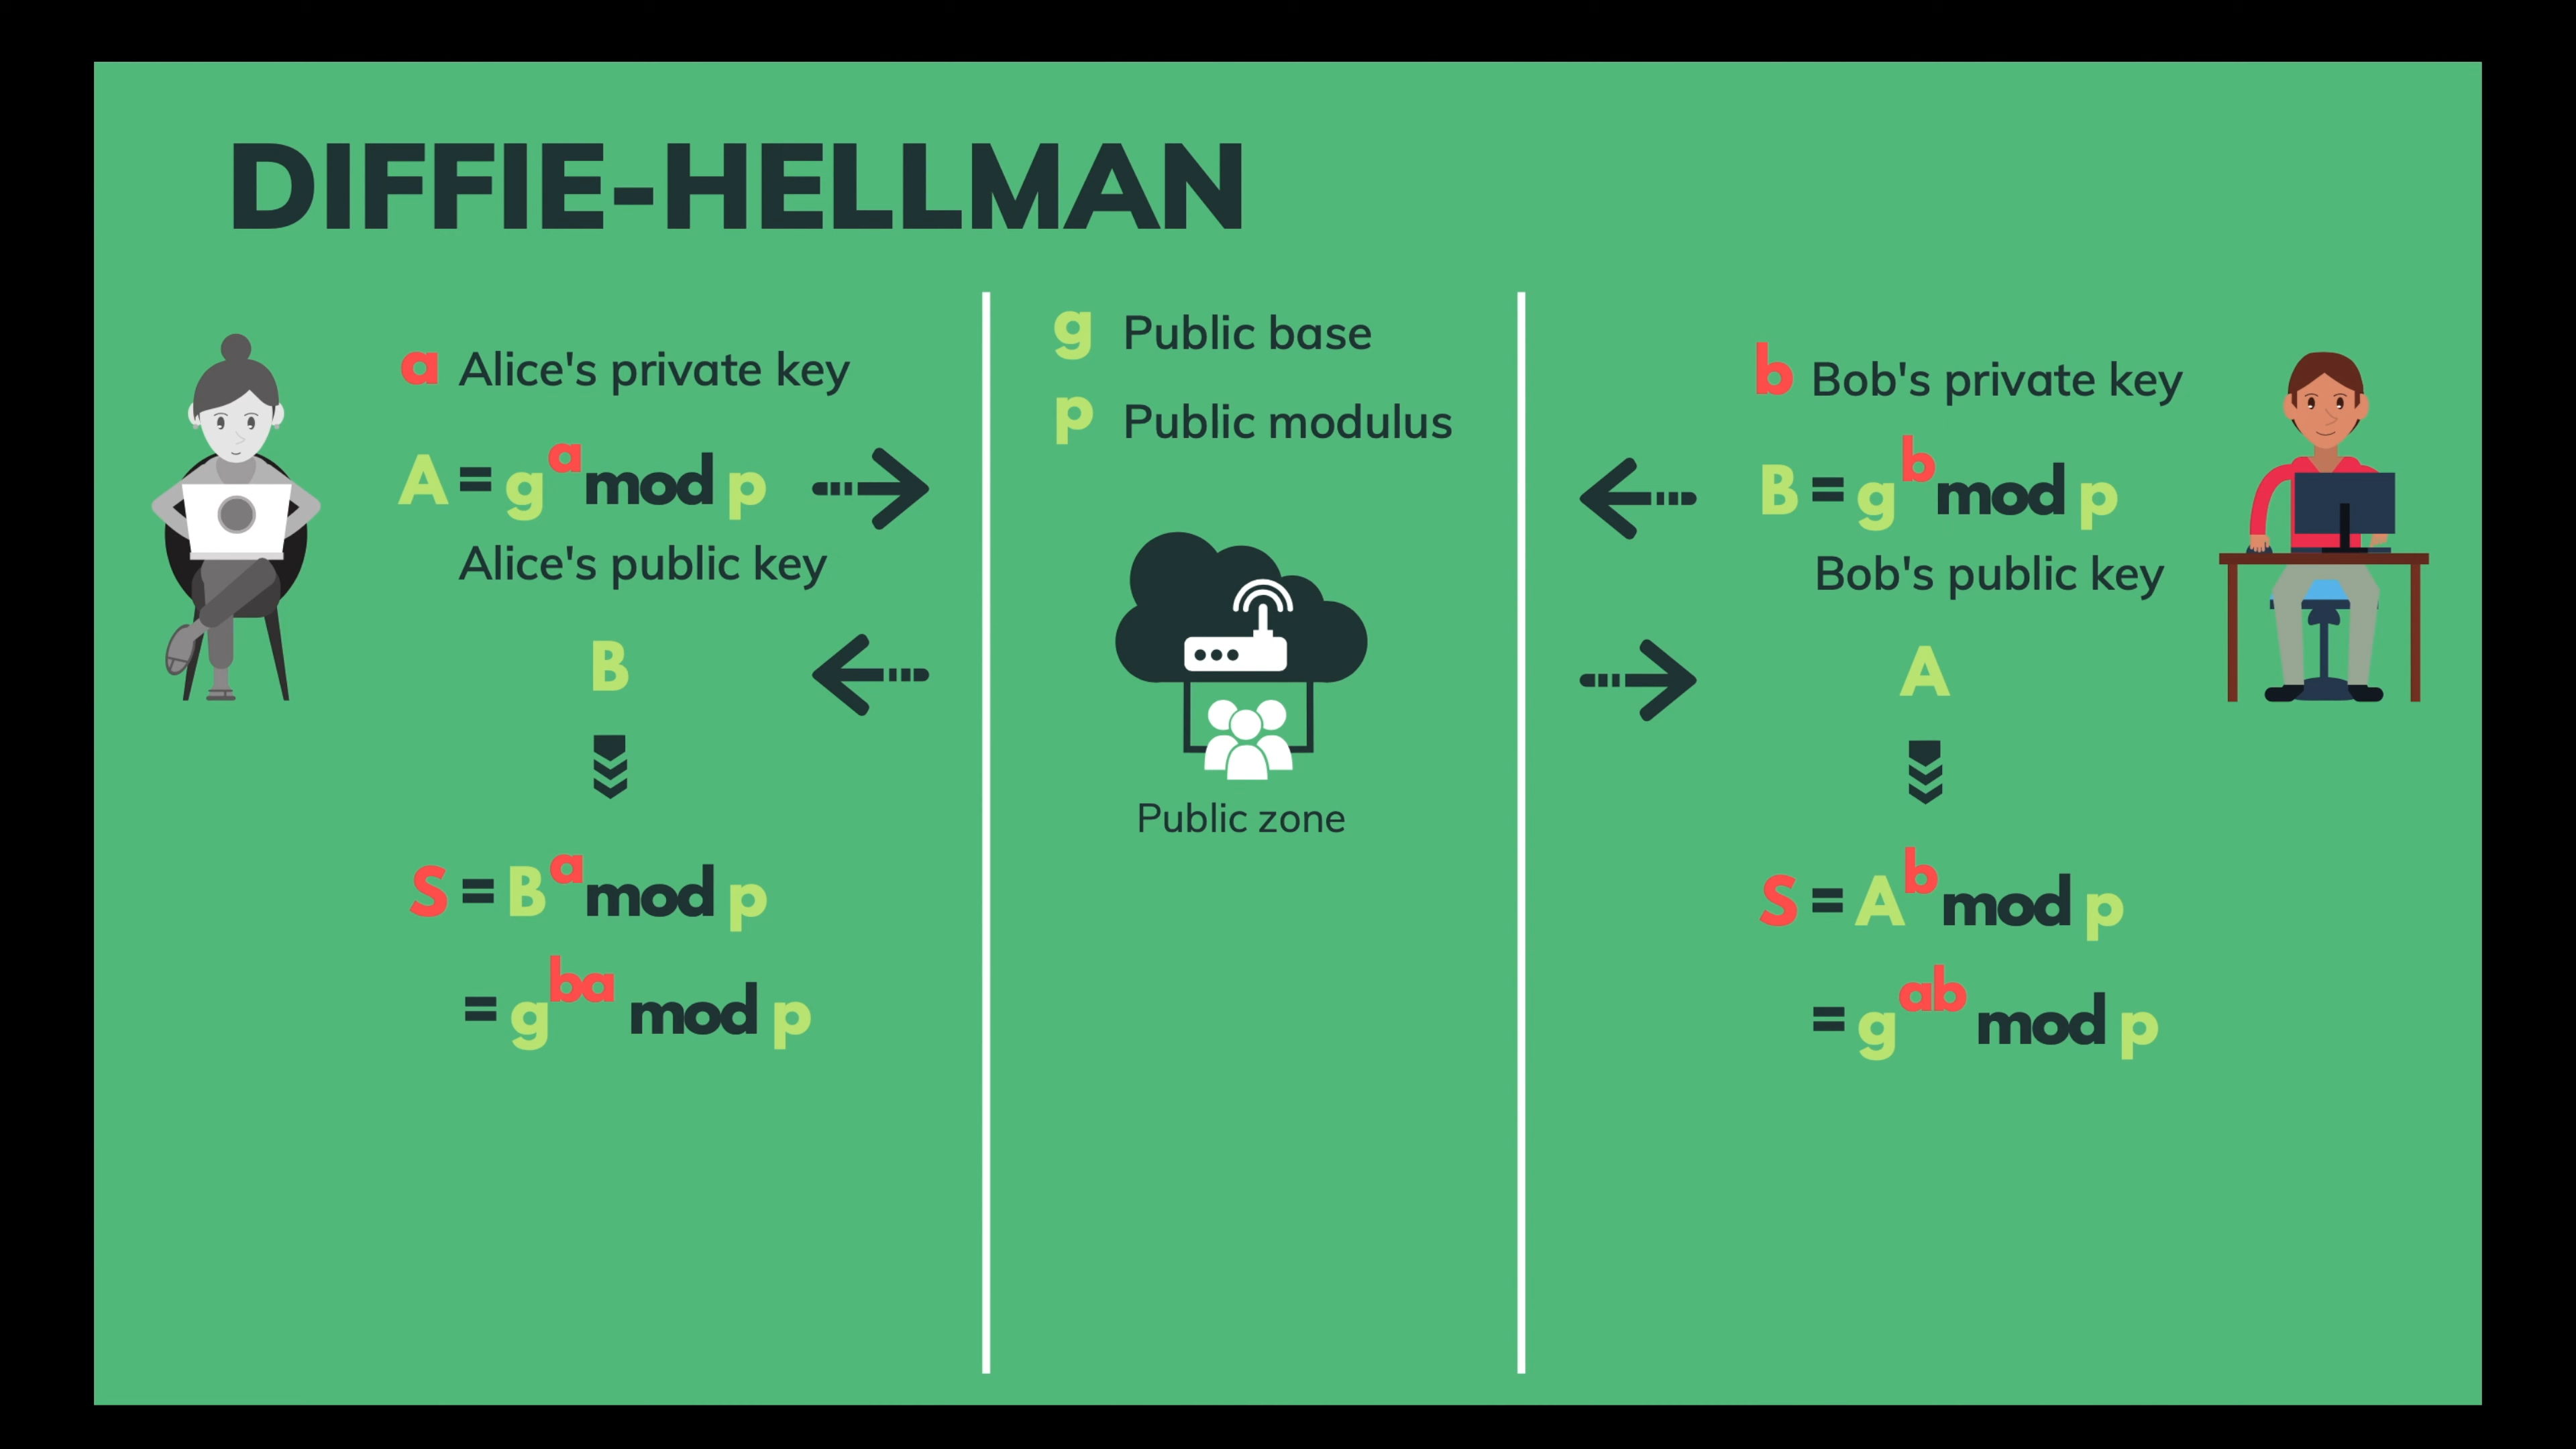 DIFFIE-HELLMAN
a Alice's private key
A = g^a mod p
Alice's public key
B
S = B^a mod p
= g^ba mod p
g Public base
p Public modulus
Public zone
b Bob's private key
B = g^b mod p
Bob's public key
A
S = A^b mod p
= g^ab mod p